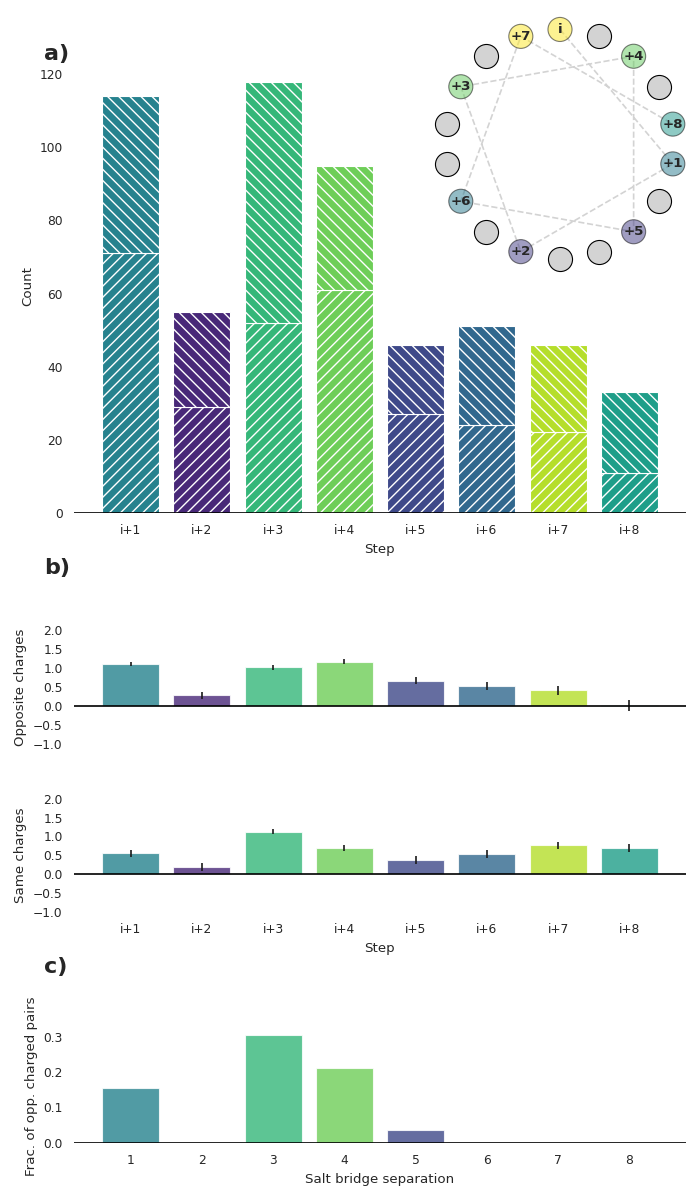 a)
i
+7
+4
+3
+8
+1
+6
+5
+2
120
100
80
60
40
20
0
Count
i+1 i+2 i+3 i+4 i+5 i+6 i+7 i+8
Step
b)
Opposite charges
2.0
1.5
1.0
0.5
0.0
−0.5
−1.0
Same charges
2.0
1.5
1.0
0.5
0.0
−0.5
−1.0
i+1 i+2 i+3 i+4 i+5 i+6 i+7 i+8
Step
c)
Frac. of opp. charged pairs
0.3
0.2
0.1
0.0
1 2 3 4 5 6 7 8
Salt bridge separation